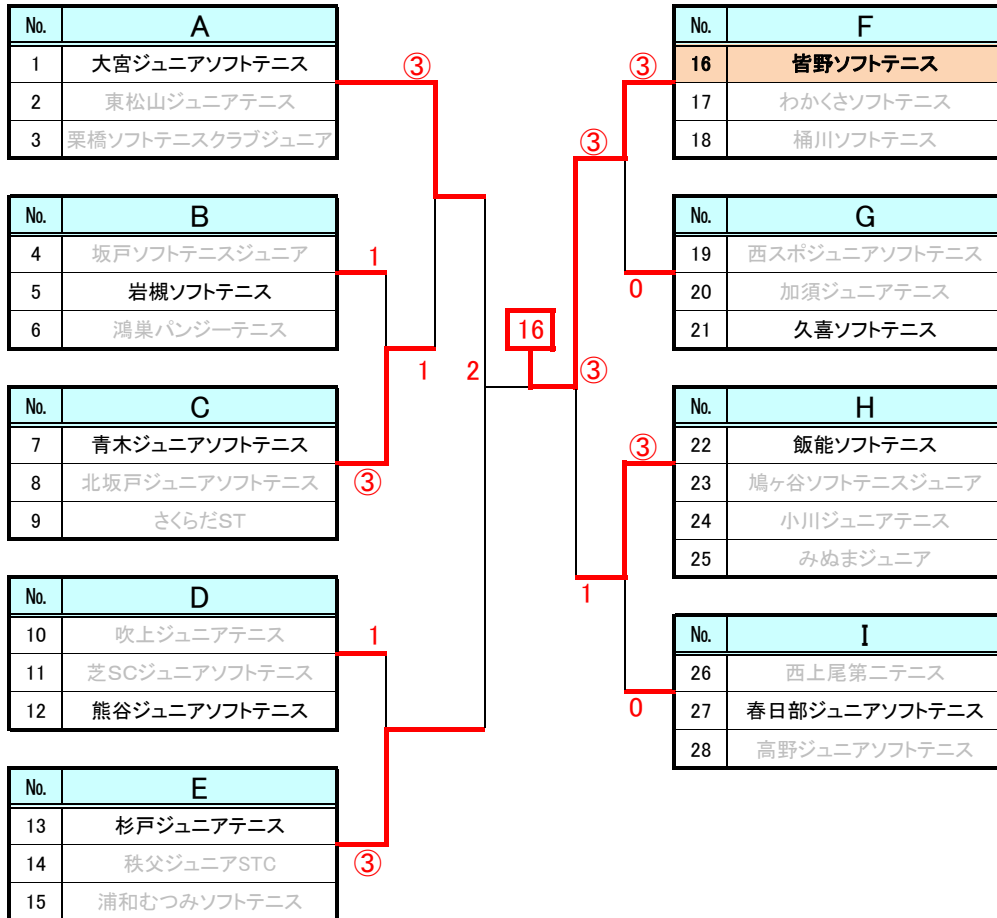 No. A
1 大宮ジュニアソフトテニス
2 東松山ジュニアテニス
3 栗橋ソフトテニスクラブジュニア
No. B
4 坂戸ソフトテニスジュニア
5 岩槻ソフトテニス
6 鴻巣パンジーテニス
No. C
7 青木ジュニアソフトテニス
8 北坂戸ジュニアソフトテニス
9 さくらだST
No. D
10 吹上ジュニアテニス
11 芝SCジュニアソフトテニス
12 熊谷ジュニアソフトテニス
No. E
13 杉戸ジュニアテニス
14 秩父ジュニアSTC
15 浦和むつみソフトテニス
③
1
③
1
1
③
2
16
③
③
③
0
③
1
0
No. F
16 皆野ソフトテニス
17 わかくさソフトテニス
18 桶川ソフトテニス
No. G
19 西スポジュニアソフトテニス
20 加須ジュニアテニス
21 久喜ソフトテニス
No. H
22 飯能ソフトテニス
23 鳩ヶ谷ソフトテニスジュニア
24 小川ジュニアテニス
25 みぬまジュニア
No. I
26 西上尾第二テニス
27 春日部ジュニアソフトテニス
28 高野ジュニアソフトテニス